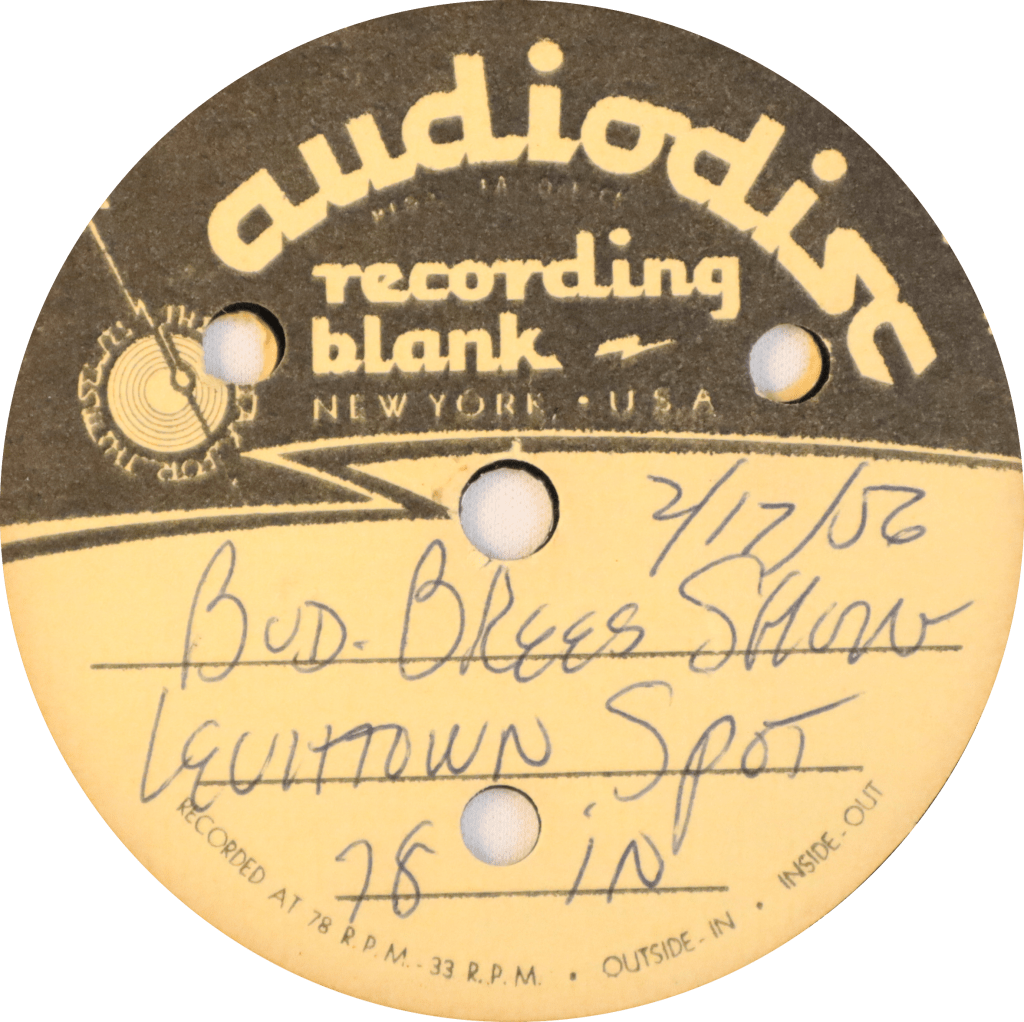 audiodisc
recording
blank
NEW YORK, • U S A
2/17/56
BUD. BREES SHOW
LEVITTOWN SPOT
78 IN
RECORDED AT 78 R.P.M. - 33 R.P.M. • OUTSIDE-IN • INSIDE-OUT